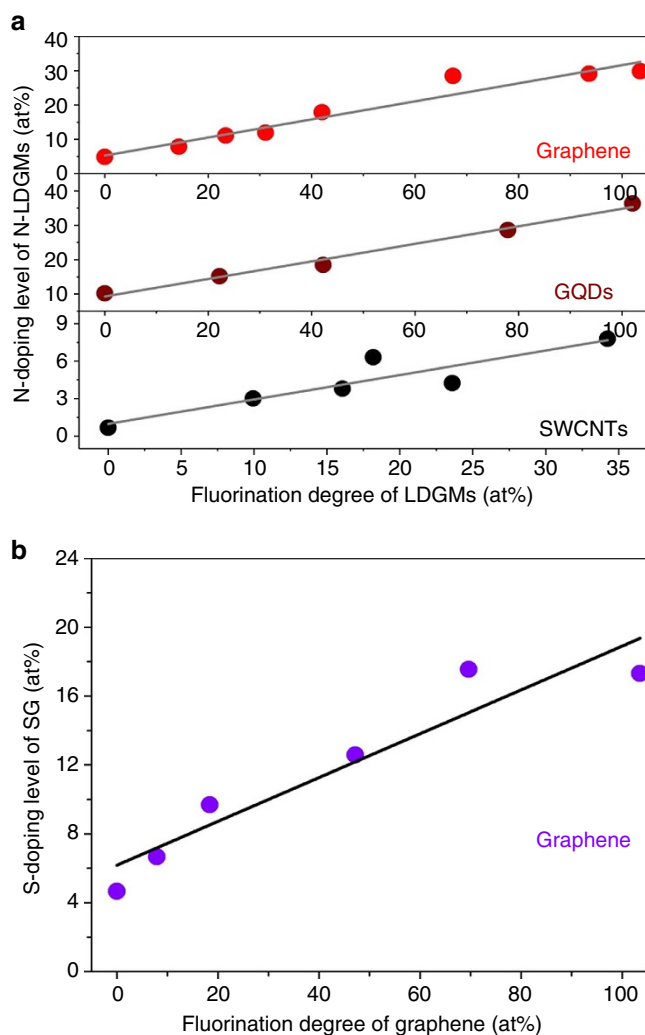 a
N-doping level of N-LDGMs (at%)
40
30
20
10
0
Graphene
0 20 40 60 80 100
40
30
20
10
GQDs
0 20 40 60 80 100
9
6
3
0
SWCNTs
0 5 10 15 20 25 30 35
Fluorination degree of LDGMs (at%)
b
S-doping level of SG (at%)
24
20
16
12
8
4
0
Graphene
0 20 40 60 80 100
Fluorination degree of graphene (at%)